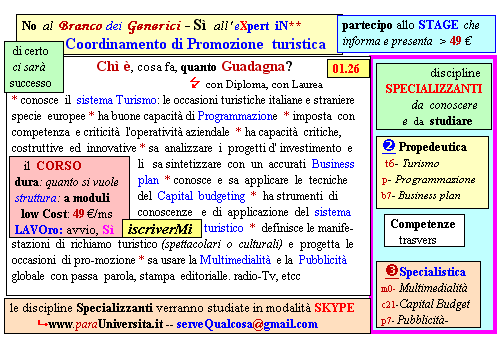 No al Branco dei Generici - Sì all'eXpert iN**
Coordinamento di Promozione turistica
partecipo allo STAGE che
informa e presenta > 49 €
di certo
ci sarà
successo
Chì è, cosa fa, quanto Guadagna?
con Diploma, con Laurea
01.26
* conosce il sistema Turismo: le occasioni turistiche italiane e straniere
specie europee * ha buone capacità di Programmazione * imposta con
competenza e criticità l'operatività aziendale * ha capacità critiche,
costruttive ed innovative * sa analizzare i progetti d' investimento e
li sa sintetizzare con un accurati Business
plan * conosce e sa applicare le tecniche
del Capital budgeting * ha strumenti di
conoscenze e di applicazione del sistema
turistico * definisce le manife-
stazioni di richiamo turistico (spettacolari o culturali) e progetta le
occasioni di pro-mozione * sa usare la Multimedialità e la Pubblicità
globale con passa parola, stampa editorialle. radio-Tv, etcc
il CORSO
dura: quanto si vuole
struttura: a moduli
low Cost: 49 €/ms
LAVOro: avvio, Sì
iscriverMi
discipline
SPECIALIZZANTI
da conoscere
e da studiare
2 Propedeutica
t6- Turismo
p- Programmazione
b7- Business plan
Competenze
trasvers
3 Specialistica
m0- Multimedialità
c21-Capital Budget
p7- Pubblicità-
le discipline Specializzanti verranno studiate in modalità SKYPE
www.paraUniversita.it -- serveQualcosa@gmail.com